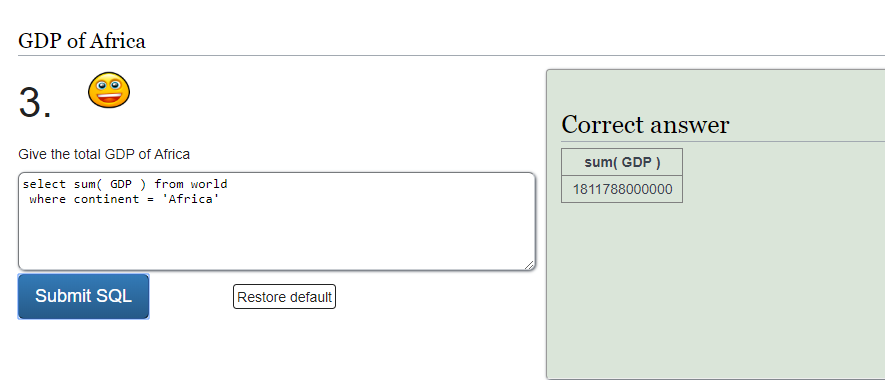 GDP of Africa
3.
Give the total GDP of Africa
select sum( GDP ) from world
where continent = 'Africa'
Submit SQL
Restore default
Correct answer
sum( GDP )
1811788000000